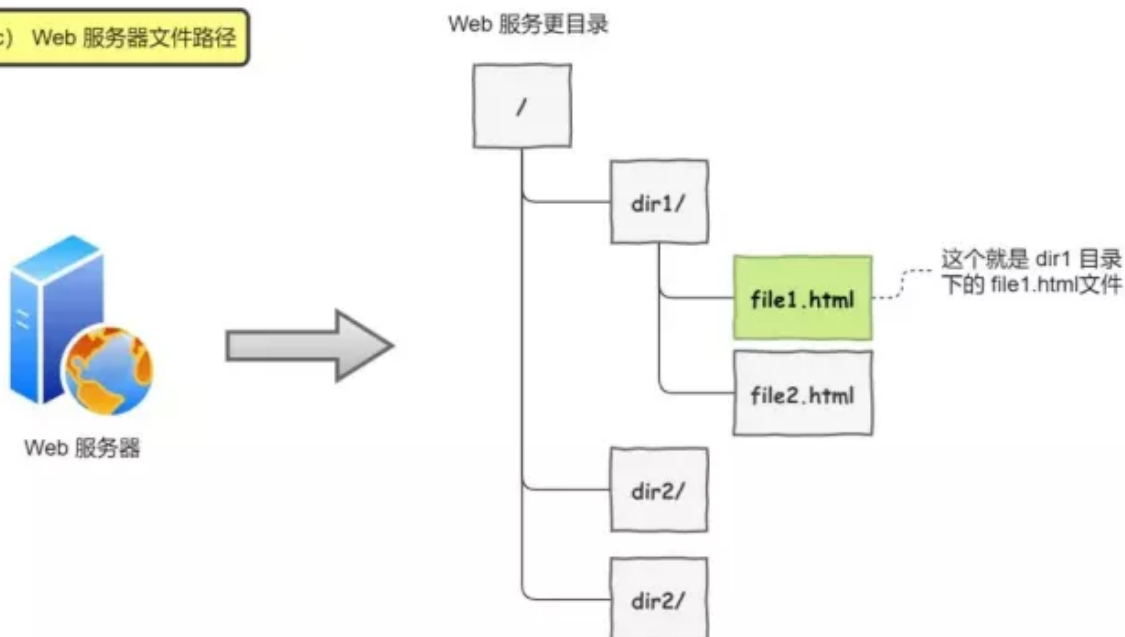 c） Web 服务器文件路径
Web 服务更目录
/
dir1/
这个就是 dir1 目录
下的 file1.html文件
file1.html
file2.html
Web 服务器
dir2/
dir2/